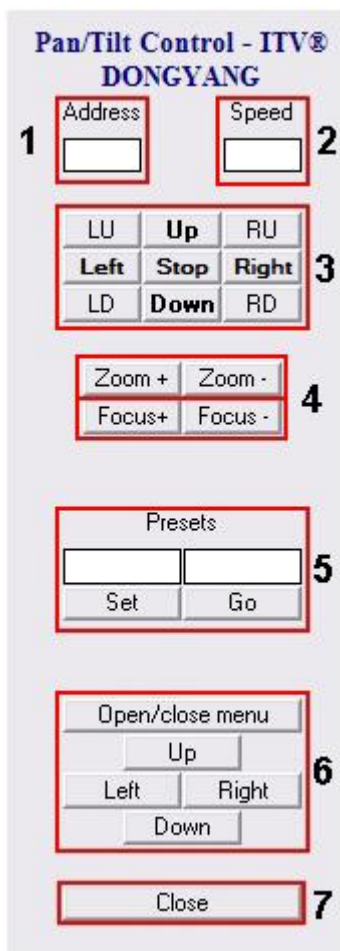 Pan/Tilt Control - ITV®
DONGYANG
Address Speed
1 2
LU Up RU
Left Stop Right 3
LD Down RD
Zoom + Zoom -
4
Focus+ Focus -
Presets
5
Set Go
Open/close menu
Up
6
Left Right
Down
Close 7